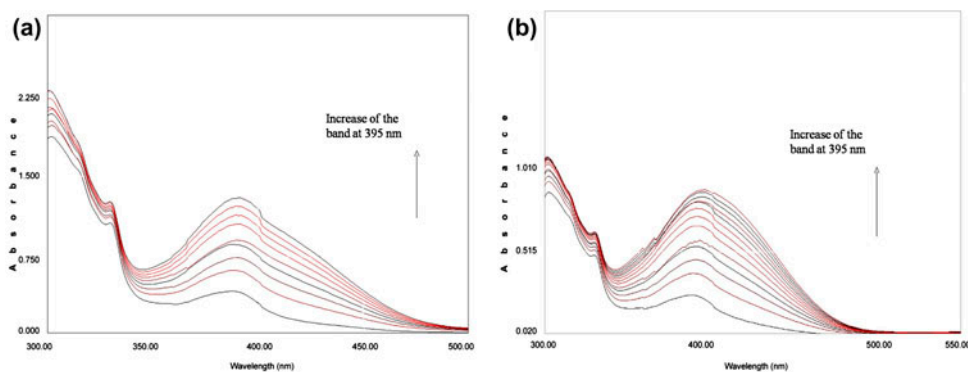 (a)
2.250
1.500
0.750
0.000
Absorbance
Increase of the
band at 395 nm
300.00 350.00 400.00 450.00 500.00
Wavelength (nm)
(b)
1.010
0.515
0.020
Absorbance
Increase of the
band at 395 nm
300.00 400.00 500.00 550.00
Wavelength (nm)